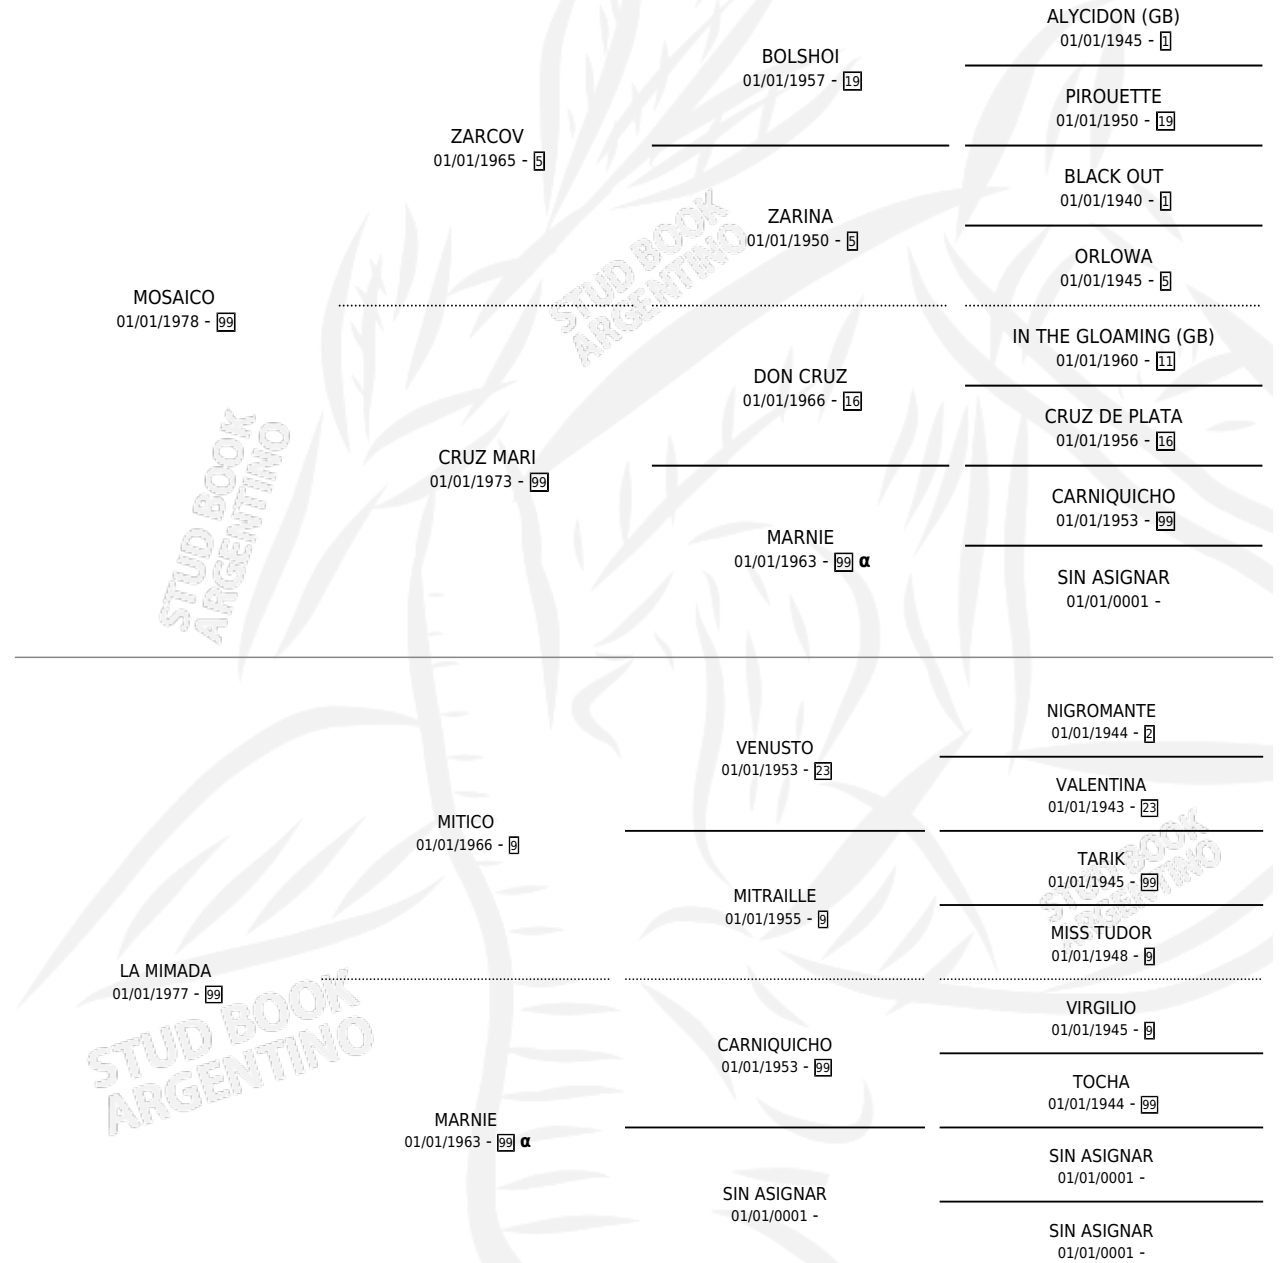 ALYCIDON (GB)
01/01/1945 - 1
BOLSHOI
01/01/1957 - 19
PIROUETTE
01/01/1950 - 19
ZARCOV
01/01/1965 - 5
BLACK OUT
01/01/1940 - 1
ZARINA
01/01/1950 - 5
ORLOWA
01/01/1945 - 5
MOSAICO
01/01/1978 - 99
IN THE GLOAMING (GB)
01/01/1960 - 11
DON CRUZ
01/01/1966 - 16
CRUZ DE PLATA
01/01/1956 - 16
CRUZ MARI
01/01/1973 - 99
CARNIQUICHO
01/01/1953 - 99
MARNIE
01/01/1963 - 99 α
SIN ASIGNAR
01/01/0001 -
NIGROMANTE
01/01/1944 - 2
VENUSTO
01/01/1953 - 23
VALENTINA
01/01/1943 - 23
MITICO
01/01/1966 - 9
TARIK
01/01/1945 - 99
MITRAILLE
01/01/1955 - 9
MISS TUDOR
01/01/1948 - 9
LA MIMADA
01/01/1977 - 99
VIRGILIO
01/01/1945 - 9
CARNIQUICHO
01/01/1953 - 99
TOCHA
01/01/1944 - 99
MARNIE
01/01/1963 - 99 α
SIN ASIGNAR
01/01/0001 -
SIN ASIGNAR
01/01/0001 -
SIN ASIGNAR
01/01/0001 -
STUD BOOK
ARGENTINO
STUD BOOK
ARGENTINO
STUD BOOK
ARGENTINO
STUD BOOK
ARGENTINO